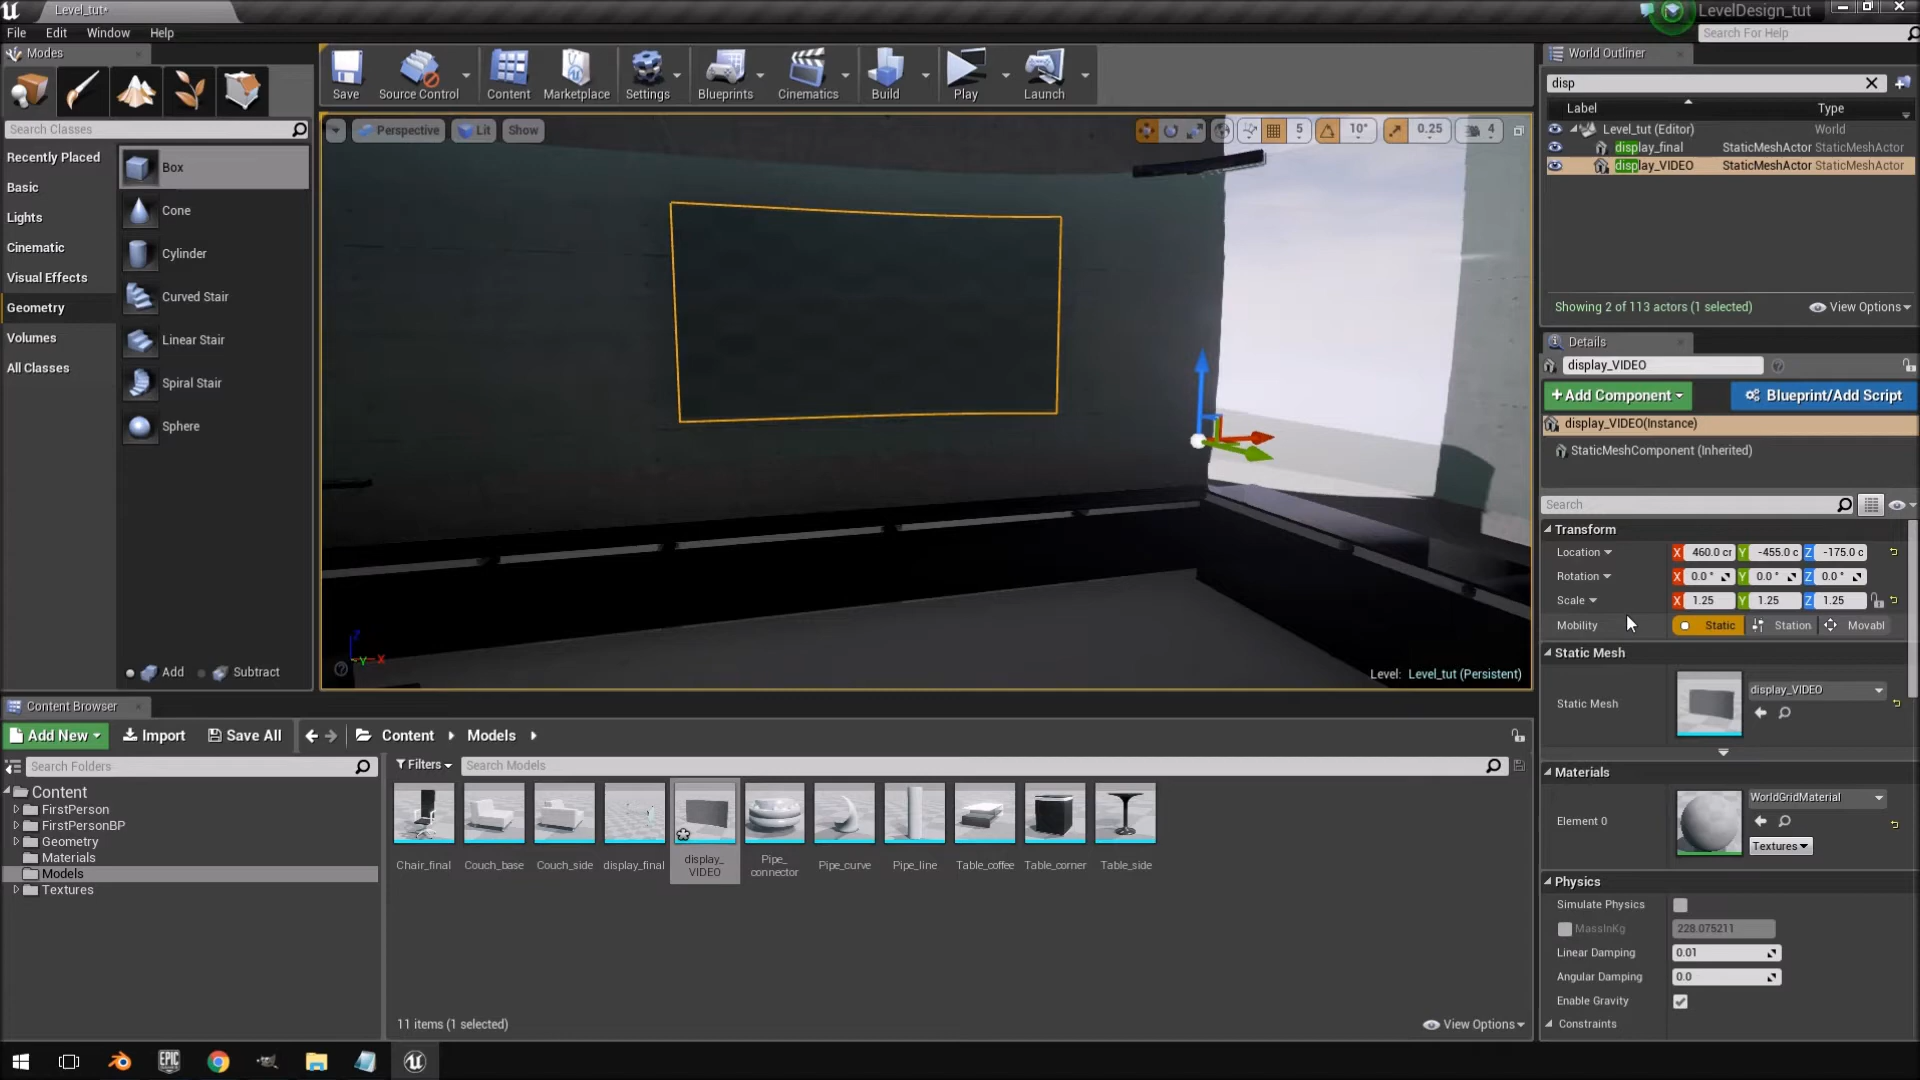 Level_tut*
LevelDesign_tut
File Edit Window Help
Search For Help
Modes
Search Classes
Recently Placed
Basic
Lights
Cinematic
Visual Effects
Geometry
Volumes
All Classes
Box
Cone
Cylinder
Curved Stair
Linear Stair
Spiral Stair
Sphere
Add Subtract
Save Source Control Content Marketplace Settings Blueprints Cinematics Build Play Launch
Perspective Lit Show
5 10° 0.25 4
Z
Y X
Level: Level_tut (Persistent)
World Outliner
disp
Label Type
Level_tut (Editor) World
display_final StaticMeshActor StaticMeshActor
display_VIDEO StaticMeshActor StaticMeshActor
Showing 2 of 113 actors (1 selected) View Options
Details
display_VIDEO
+Add Component Blueprint/Add Script
display_VIDEO(Instance)
StaticMeshComponent (Inherited)
Search
Transform
Location X 460.0 cr Y -455.0 c Z -175.0 c
Rotation X 0.0 ° Y 0.0 ° Z 0.0 °
Scale X 1.25 Y 1.25 Z 1.25
Mobility Static Station Movabl
Static Mesh
Static Mesh display_VIDEO
Materials
Element 0 WorldGridMaterial
Textures
Physics
Simulate Physics
MassInKg 228.075211
Linear Damping 0.01
Angular Damping 0.0
Enable Gravity
Constraints
Content Browser
Add New Import Save All Content Models
Search Folders
Content
FirstPerson
FirstPersonBP
Geometry
Materials
Models
Textures
Filters Search Models
Chair_final
Couch_base
Couch_side
display_final
display_
VIDEO
Pipe_
connector
Pipe_curve
Pipe_line
Table_coffee
Table_corner
Table_side
11 items (1 selected) View Options
EPIC
GAMES